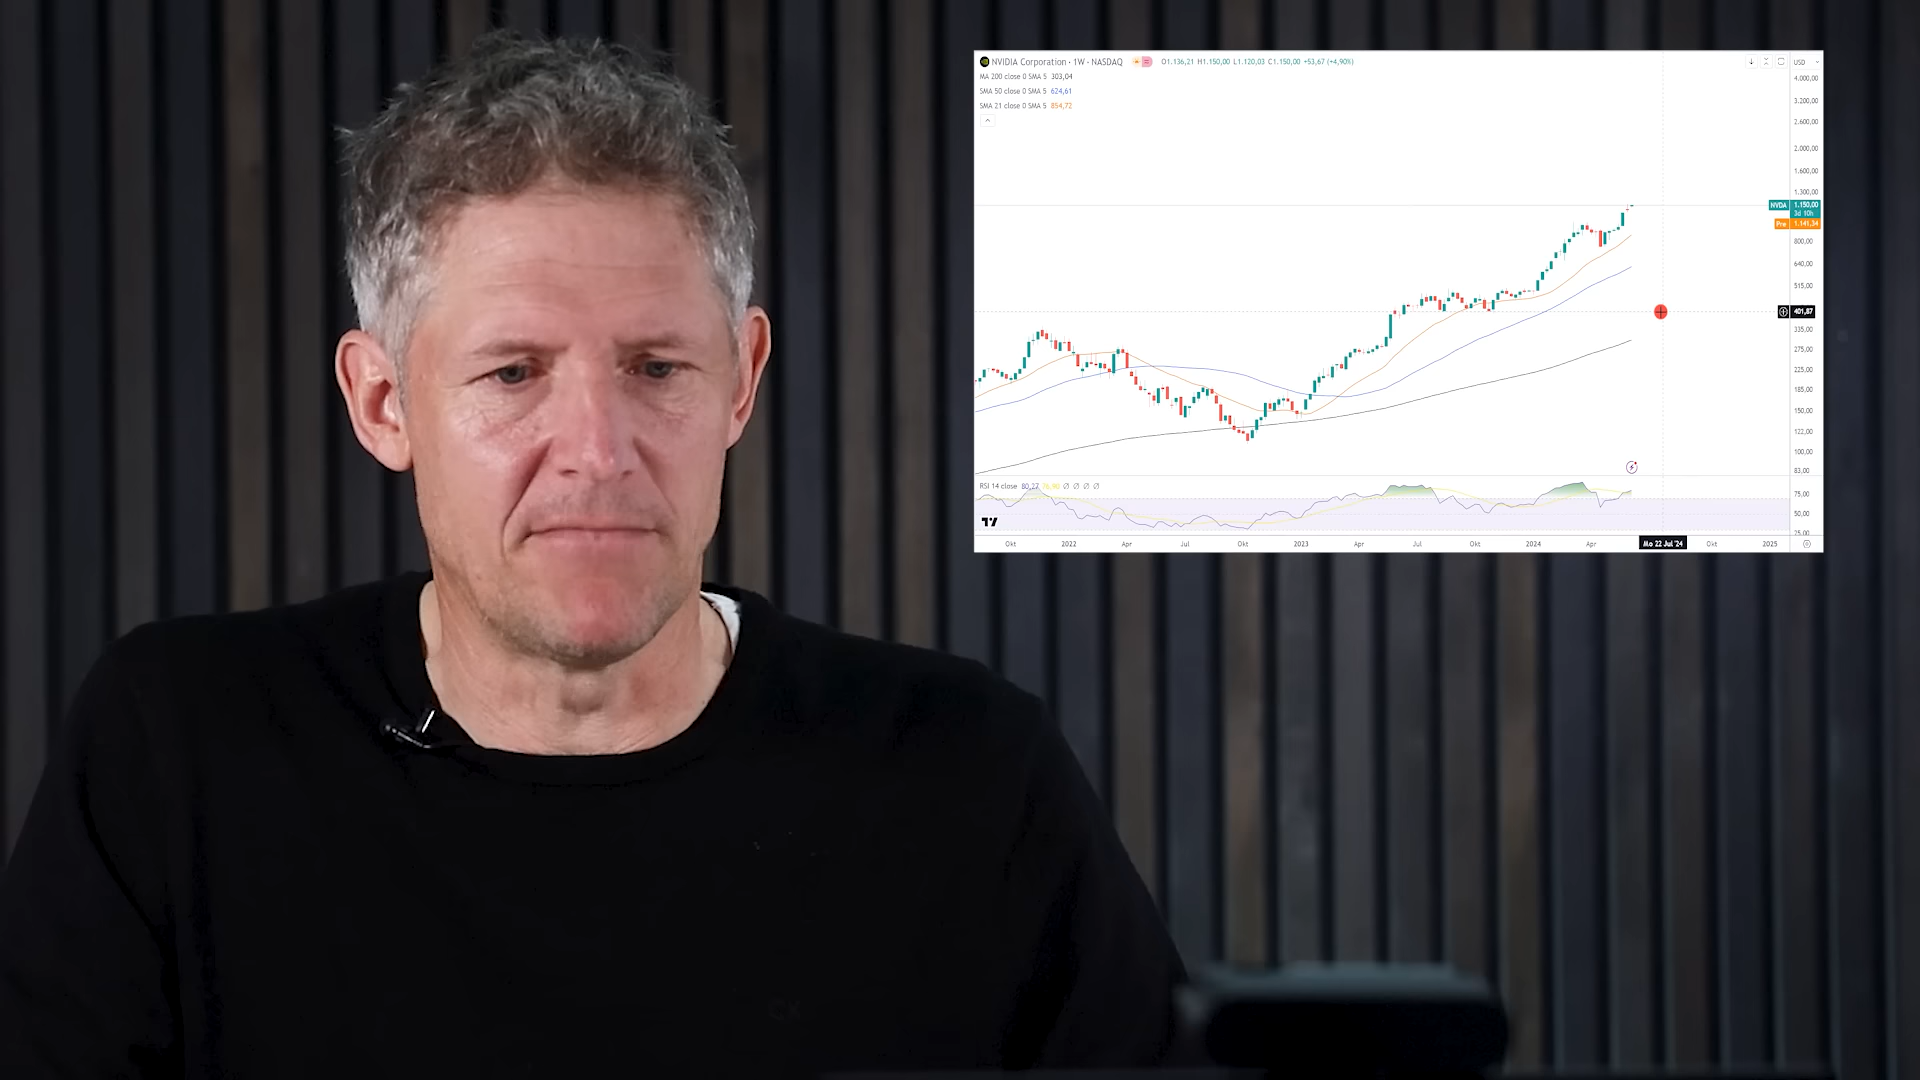 NVIDIA Corporation · 1W · NASDAQ O1.136,21 H1.150,00 L1.120,03 C1.150,00 +53,67 (+4,90%) USD
MA 200 close 0 SMA 5 303,04
SMA 50 close 0 SMA 5 624,61
SMA 21 close 0 SMA 5 854,72
4.000,00
3.200,00
2.600,00
2.000,00
1.600,00
1.300,00
NVDA 1.150,00
3d 10h
Pre 1.141,34
800,00
640,00
515,00
401,87
335,00
275,00
225,00
185,00
150,00
122,00
100,00
83,00
RSI 14 close 80,27 76,90 Ø Ø Ø Ø
75,00
50,00
25,00
Okt 2022 Apr Jul Okt 2023 Apr Jul Okt 2024 Apr Mo 22 Jul '24 Okt 2025